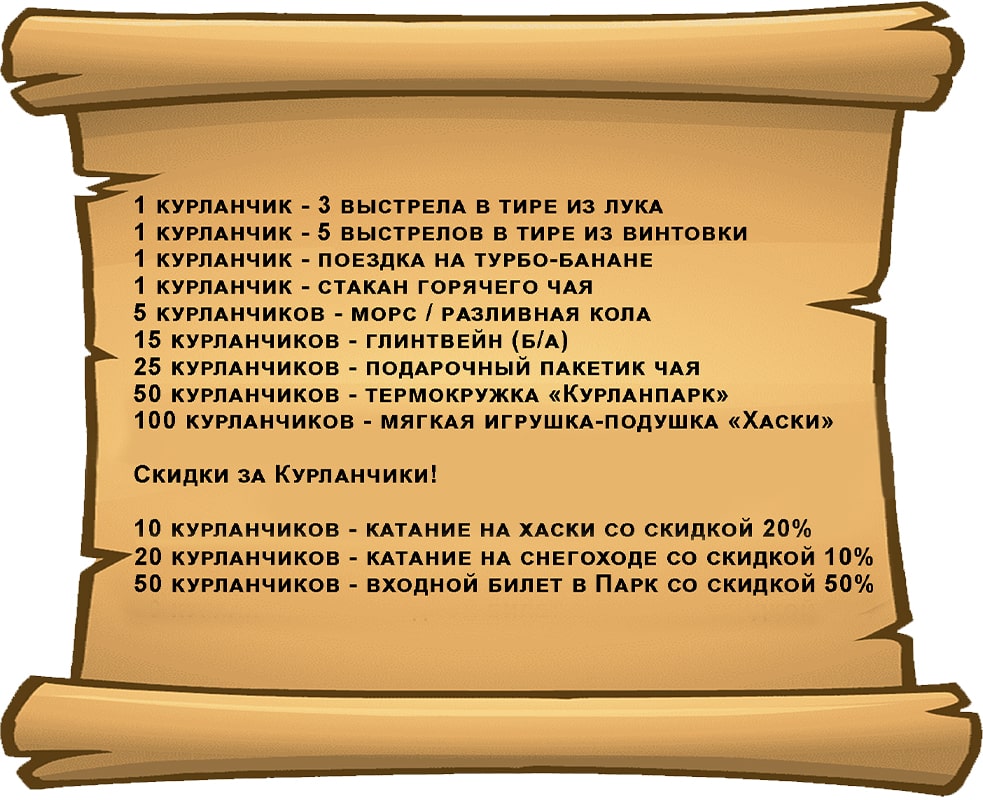 1 курланчик - 3 выстрела в тире из лука
1 курланчик - 5 выстрелов в тире из винтовки
1 курланчик - поездка на турбо-банане
1 курланчик - стакан горячего чая
5 курланчиков - морс / разливная кола
15 курланчиков - глинтвейн (б/а)
25 курланчиков - подарочный пакетик чая
50 курланчиков - термокружка «Курланпарк»
100 курланчиков - мягкая игрушка-подушка «Хаски»
Скидки за Курланчики!
10 курланчиков - катание на хаски со скидкой 20%
20 курланчиков - катание на снегоходе со скидкой 10%
50 курланчиков - входной билет в Парк со скидкой 50%